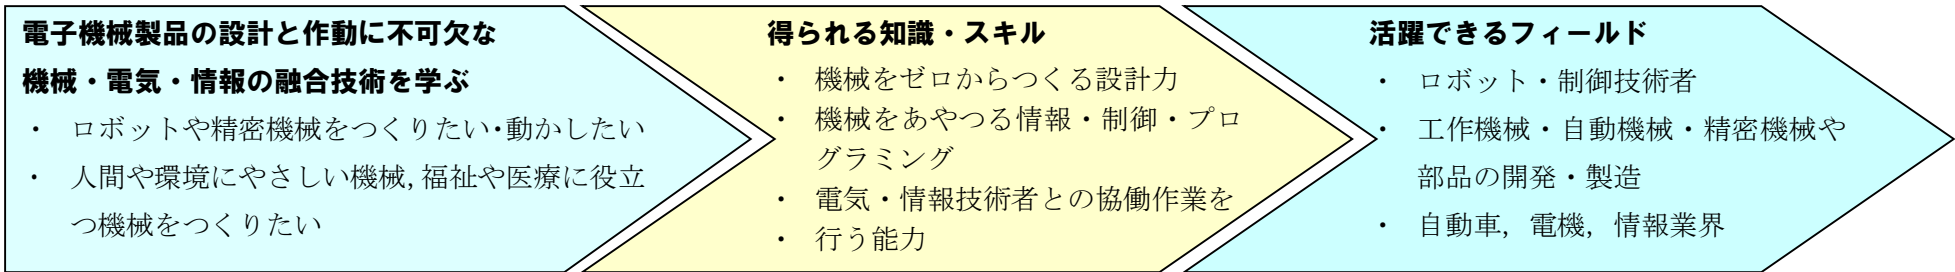 電子機械製品の設計と作動に不可欠な
機械・電気・情報の融合技術を学ぶ
・ ロボットや精密機械をつくりたい・動かしたい
・ 人間や環境にやさしい機械,福祉や医療に役立
つ機械をつくりたい
得られる知識・スキル
・ 機械をゼロからつくる設計力
・ 機械をあやつる情報・制御・プロ
グラミング
・ 電気・情報技術者との協働作業を
・ 行う能力
活躍できるフィールド
・ ロボット・制御技術者
・ 工作機械・自動機械・精密機械や
部品の開発・製造
・ 自動車，電機，情報業界